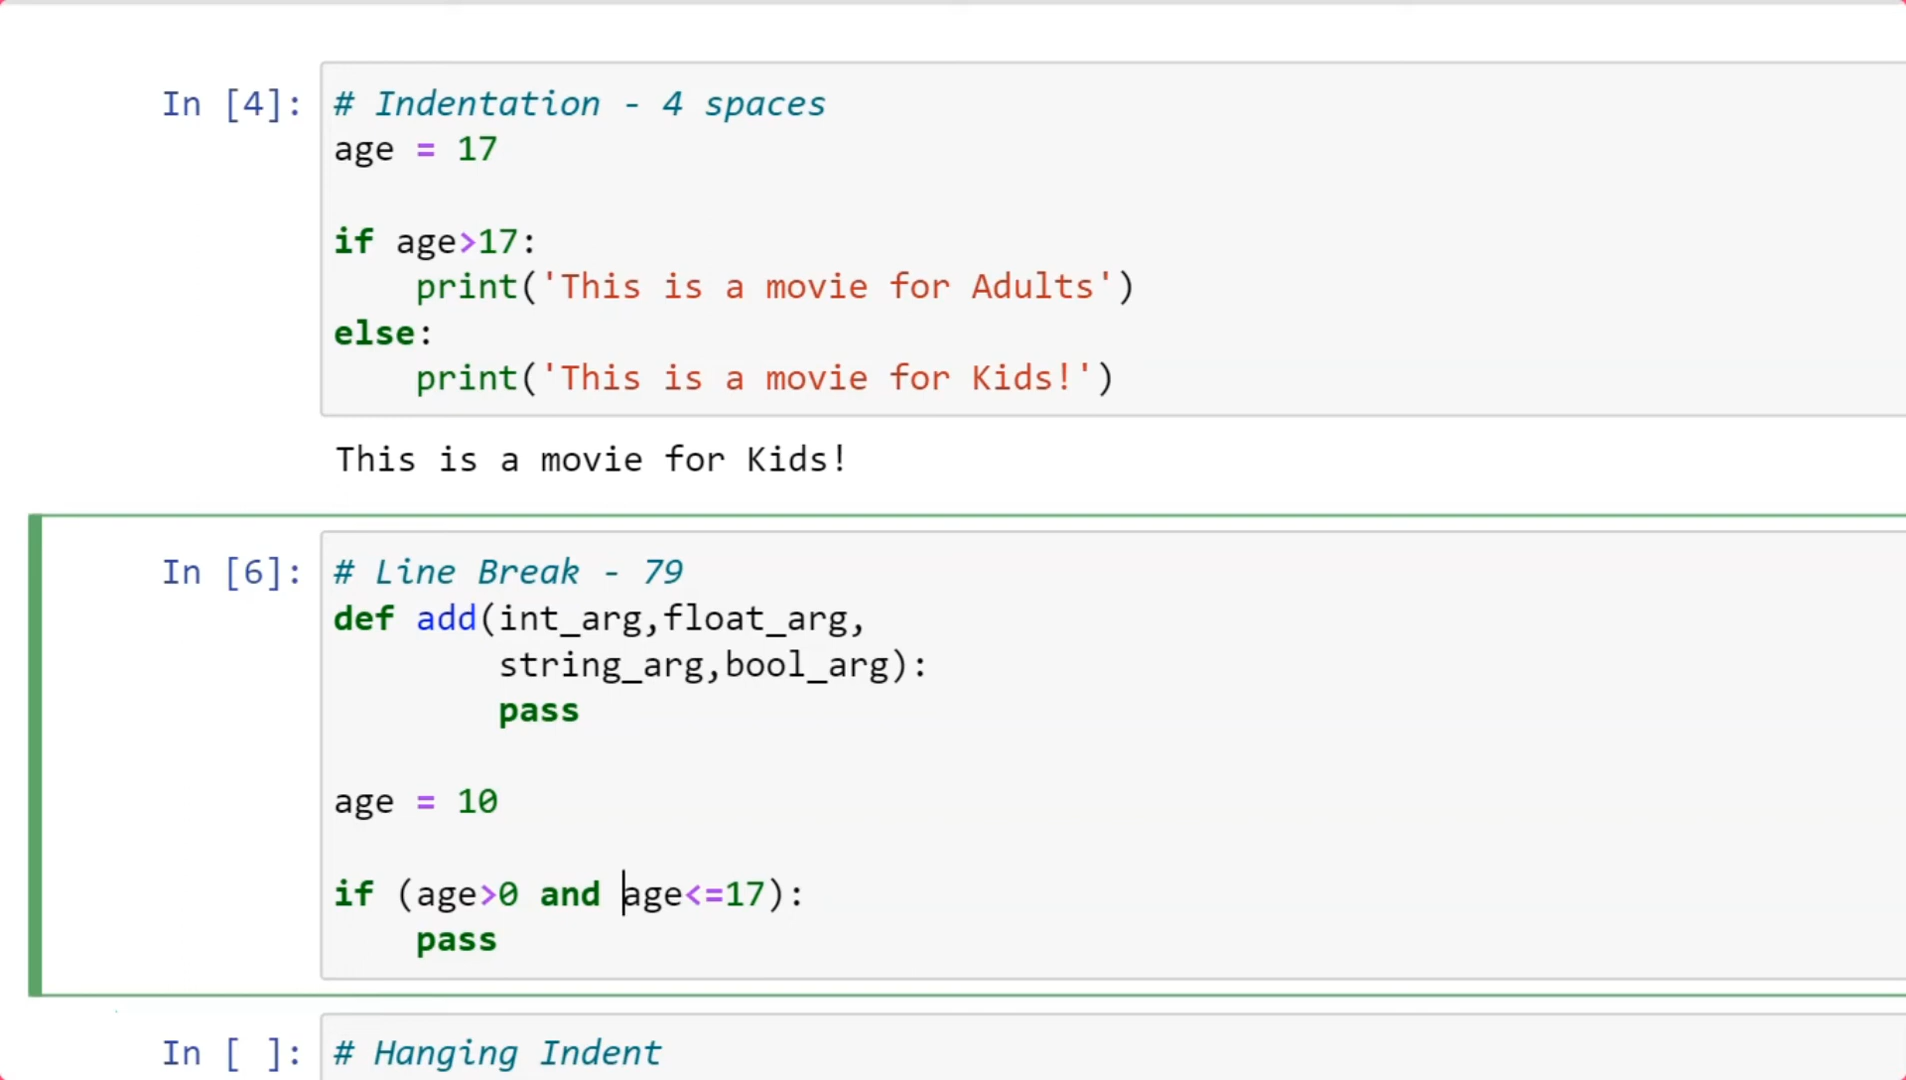 In [4]: # Indentation - 4 spaces
age = 17
if age>17:
    print('This is a movie for Adults')
else:
    print('This is a movie for Kids!')
This is a movie for Kids!
In [6]: # Line Break - 79
def add(int_arg,float_arg,
        string_arg,bool_arg):
        pass
age = 10
if (age>0 and age<=17):
    pass
In [ ]: # Hanging Indent